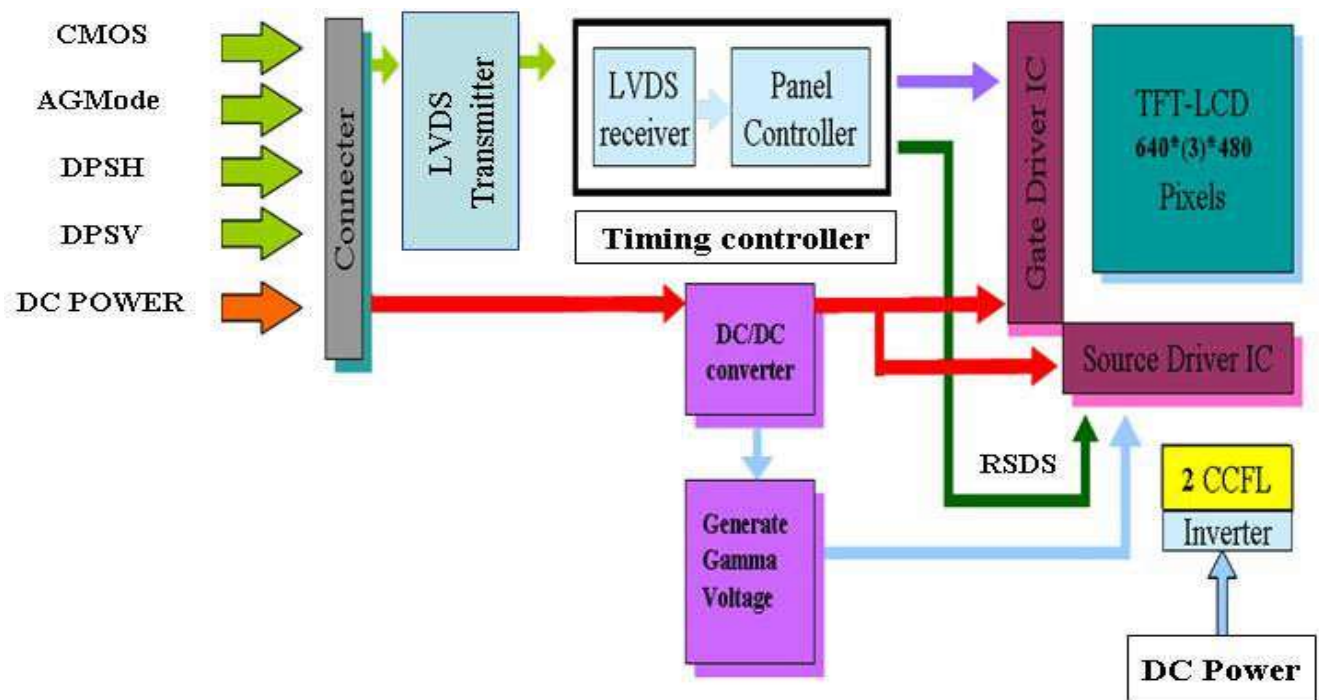 CMOS
AGMode
DPSH
DPSV
DC POWER
Connecter
LVDS
Transmitter
LVDS
receiver
Panel
Controller
Timing controller
DC/DC
converter
Generate
Gamma
Voltage
RSDS
Gate Driver IC
TFT-LCD
640*(3)*480
Pixels
Source Driver IC
2 CCFL
Inverter
DC Power